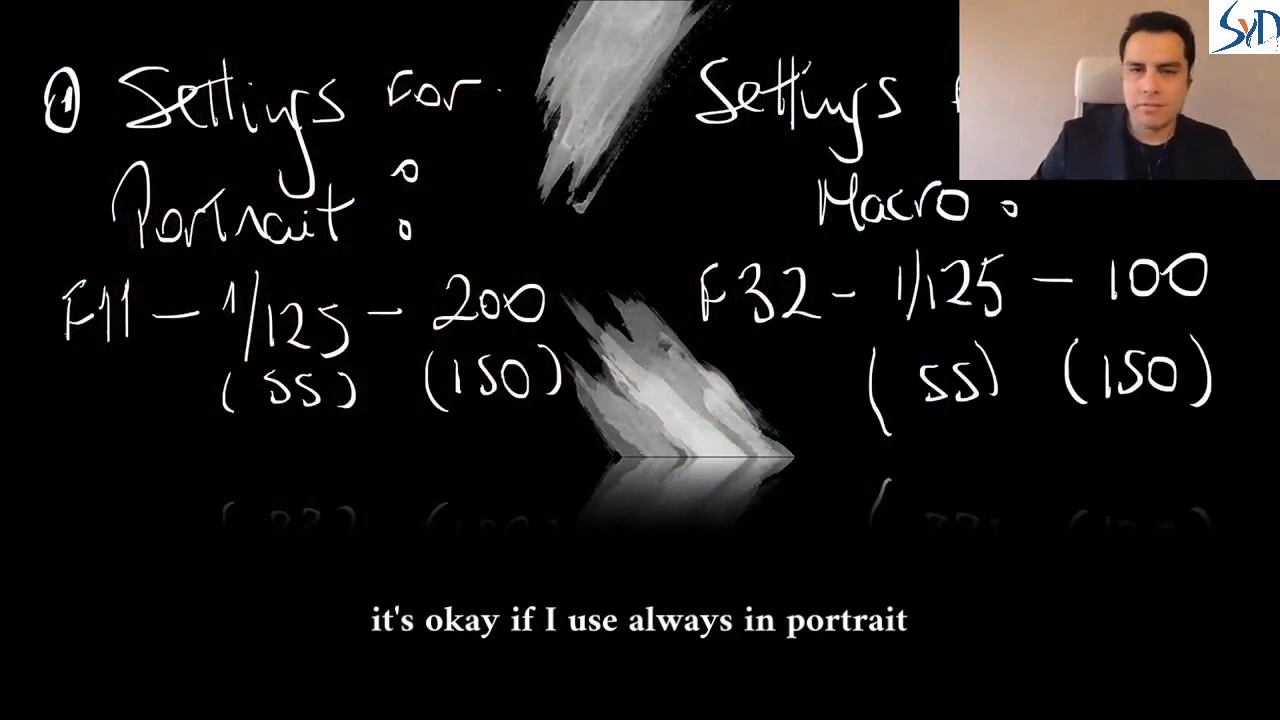 1 Settings For
Portrait :
F11 – 1/125 – 200
(55) (150)
Settings
Macro :
F32 – 1/125 – 100
(55) (150)
SyD
it's okay if I use always in portrait